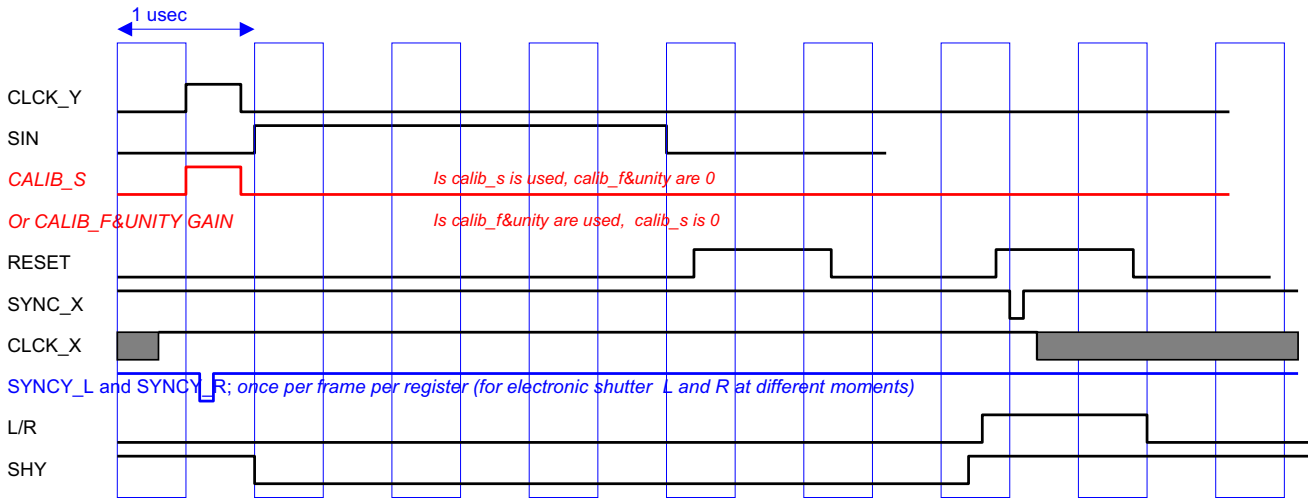 1 usec
CLCK_Y
SIN
CALIB_S Is calib_s is used, calib_f&unity are 0
Or CALIB_F&UNITY GAIN Is calib_f&unity are used, calib_s is 0
RESET
SYNC_X
CLCK_X
SYNCY_L and SYNCY_R; once per frame per register (for electronic shutter L and R at different moments)
L/R
SHY